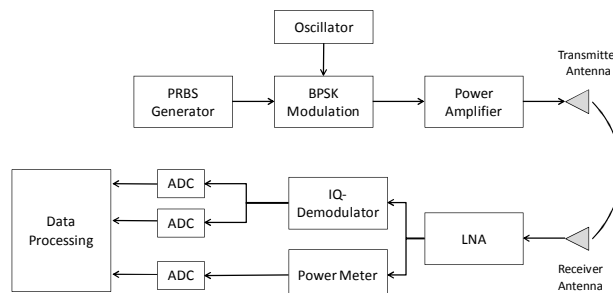 Oscillator
Transmitte
Antenna
PRBS
Generator
BPSK
Modulation
Power
Amplifier
ADC
IQ-
Demodulator
Data
Processing
ADC
LNA
ADC
Power Meter
Receiver
Antenna